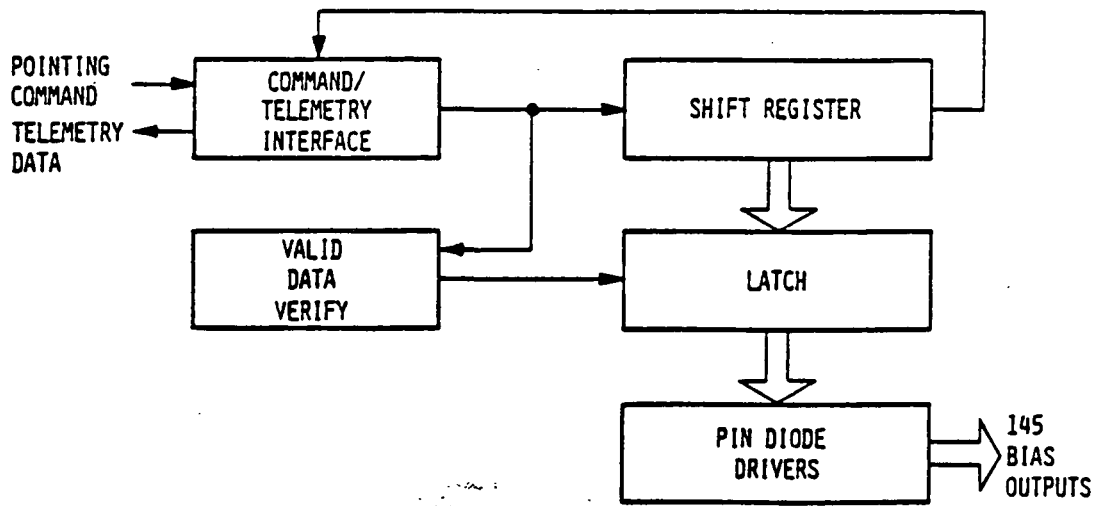 POINTING
COMMAND
TELEMETRY
DATA
COMMAND/
TELEMETRY
INTERFACE
SHIFT REGISTER
VALID
DATA
VERIFY
LATCH
PIN DIODE
DRIVERS
145
BIAS
OUTPUTS